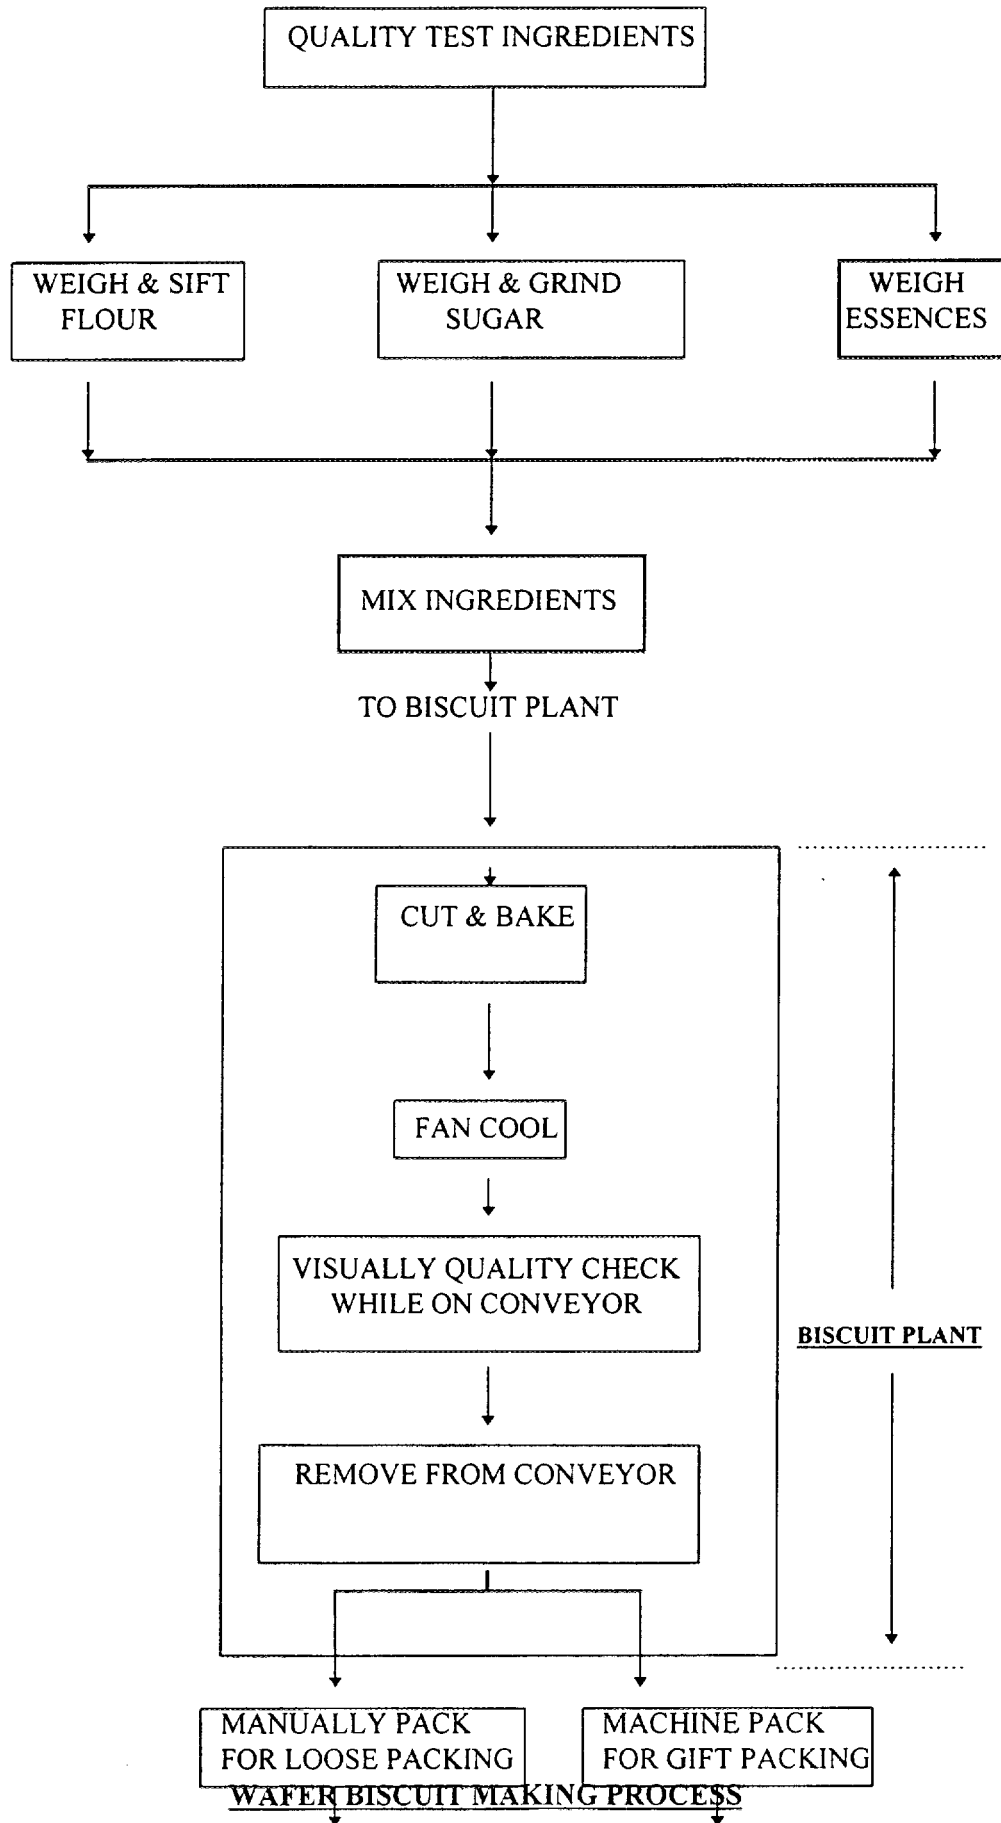 QUALITY TEST INGREDIENTS
WEIGH & SIFT
FLOUR
WEIGH & GRIND
SUGAR
WEIGH
ESSENCES
MIX INGREDIENTS
TO BISCUIT PLANT
CUT & BAKE
FAN COOL
VISUALLY QUALITY CHECK
WHILE ON CONVEYOR
BISCUIT PLANT
REMOVE FROM CONVEYOR
MANUALLY PACK
FOR LOOSE PACKING
MACHINE PACK
FOR GIFT PACKING
WAFER BISCUIT MAKING PROCESS